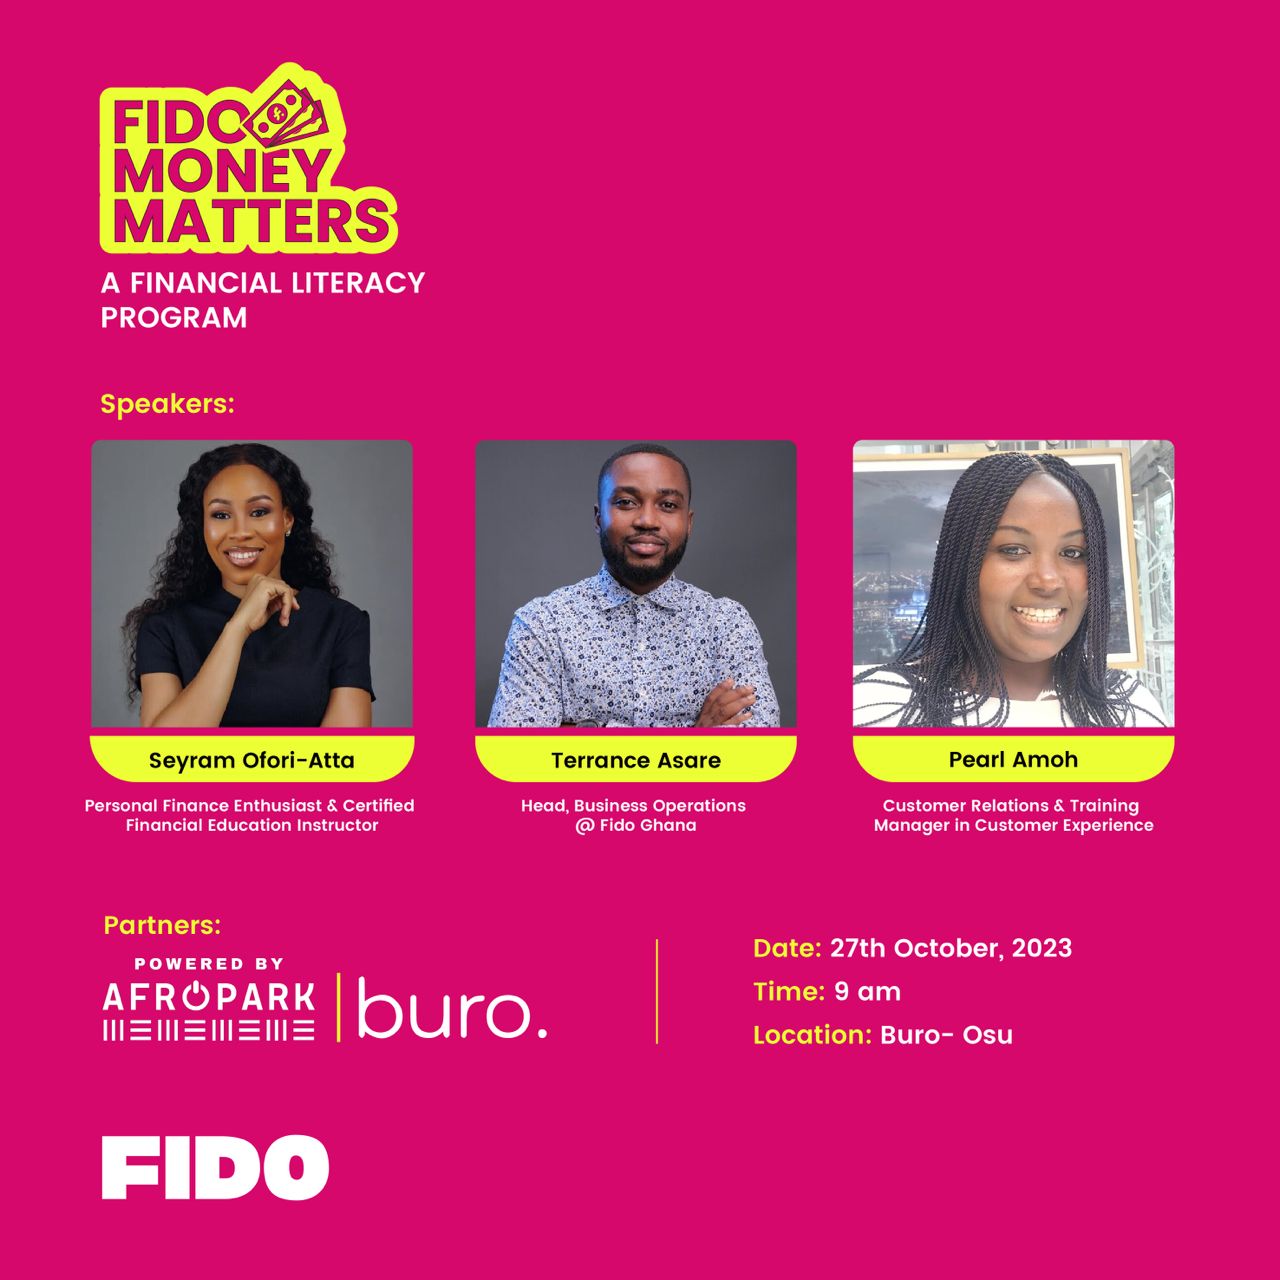 FIDO
MONEY
MATTERS
A FINANCIAL LITERACY
PROGRAM
Speakers:
Seyram Ofori-Atta
Personal Finance Enthusiast & Certified
Financial Education Instructor
Terrance Asare
Head, Business Operations
@ Fido Ghana
Pearl Amoh
Customer Relations & Training
Manager in Customer Experience
Partners:
POWERED BY
AFROPARK
buro.
Date: 27th October, 2023
Time: 9 am
Location: Buro- Osu
FIDO